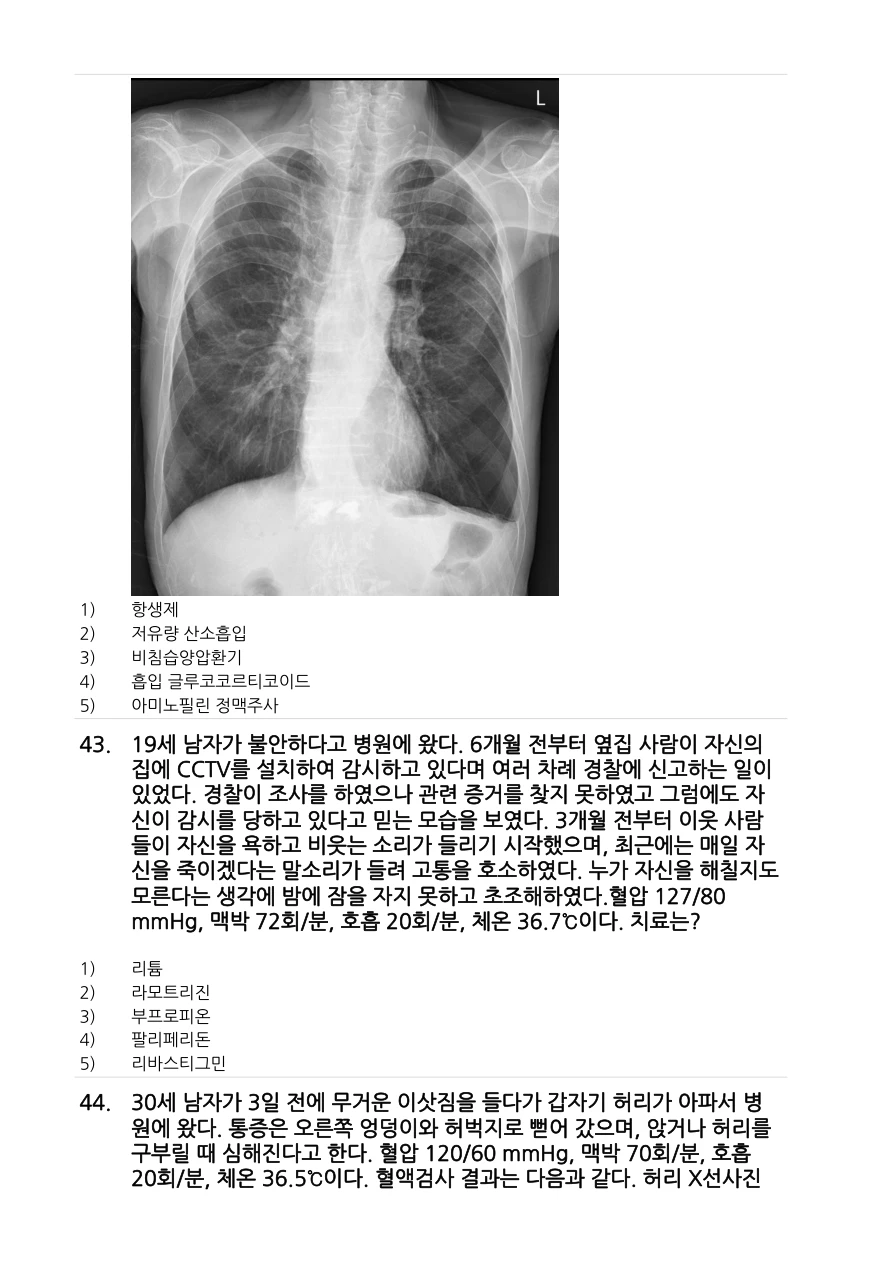 L
1) 항생제
2) 저유량 산소흡입
3) 비침습양압환기
4) 흡입 글루코코르티코이드
5) 아미노필린 정맥주사
43. 19세 남자가 불안하다고 병원에 왔다. 6개월 전부터 옆집 사람이 자신의
집에 CCTV를 설치하여 감시하고 있다며 여러 차례 경찰에 신고하는 일이
있었다. 경찰이 조사를 하였으나 관련 증거를 찾지 못하였고 그럼에도 자
신이 감시를 당하고 있다고 믿는 모습을 보였다. 3개월 전부터 이웃 사람
들이 자신을 욕하고 비웃는 소리가 들리기 시작했으며, 최근에는 매일 자
신을 죽이겠다는 말소리가 들려 고통을 호소하였다. 누가 자신을 해칠지도
모른다는 생각에 밤에 잠을 자지 못하고 초조해하였다.혈압 127/80
mmHg, 맥박 72회/분, 호흡 20회/분, 체온 36.7℃이다. 치료는?
1) 리튬
2) 라모트리진
3) 부프로피온
4) 팔리페리돈
5) 리바스티그민
44. 30세 남자가 3일 전에 무거운 이삿짐을 들다가 갑자기 허리가 아파서 병
원에 왔다. 통증은 오른쪽 엉덩이와 허벅지로 뻗어 갔으며, 앉거나 허리를
구부릴 때 심해진다고 한다. 혈압 120/60 mmHg, 맥박 70회/분, 호흡
20회/분, 체온 36.5℃이다. 혈액검사 결과는 다음과 같다. 허리 X선사진